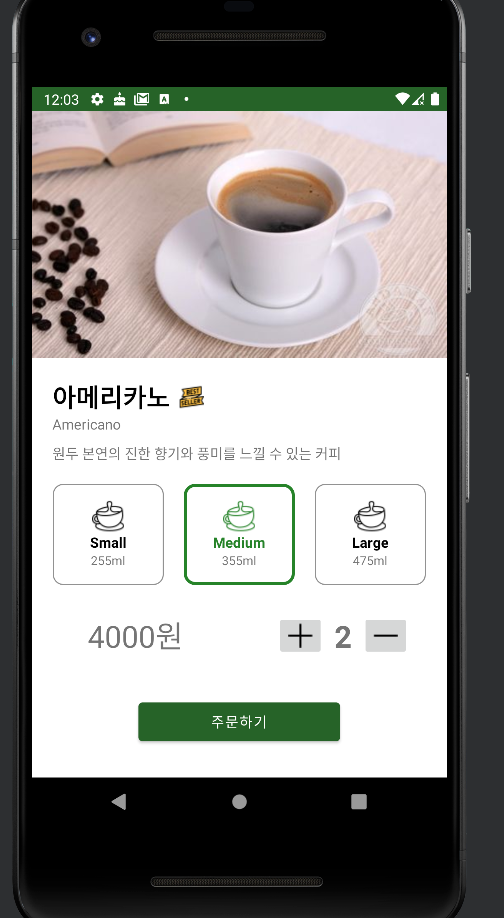 12:03
아메리카노 BEST SELLER
Americano
원두 본연의 진한 향기와 풍미를 느낄 수 있는 커피
Small Medium Large
255ml 355ml 475ml
4000원 + 2 −
주문하기